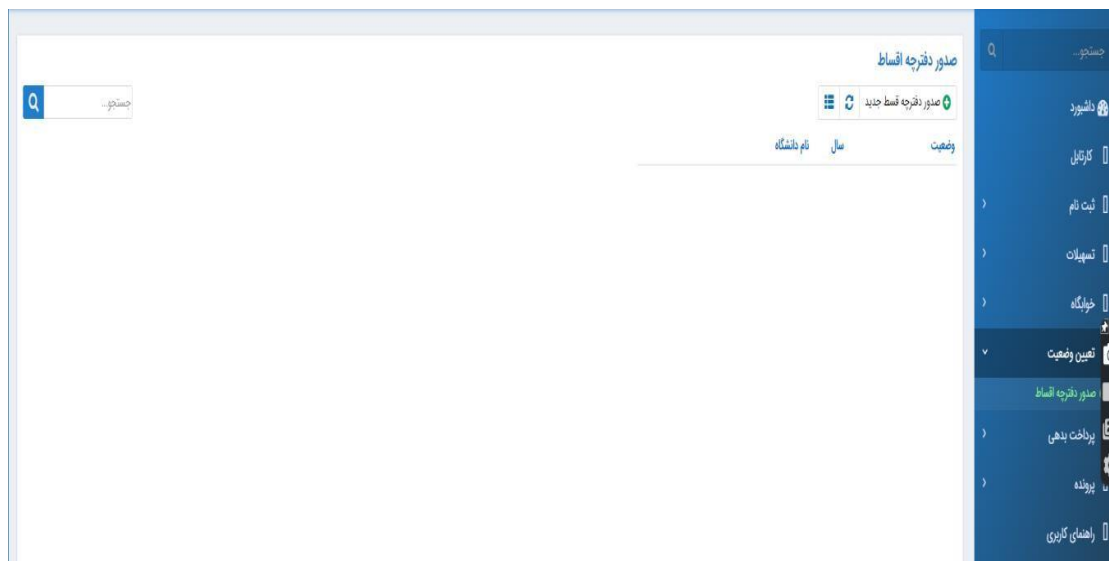 جستجو...
داشبورد
کارتابل
ثبت نام
تسهیلات
خوابگاه
تعیین وضعیت
صدور دفترچه اقساط
پرداخت بدهی
پرونده
راهنمای کاربری
صدور دفترچه اقساط
صدور دفترچه قسط جدید
جستجو...
وضعیت سال نام دانشگاه